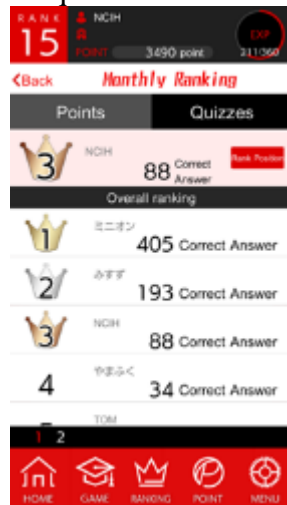 RANK
15
NCIH
POINT 3490 point
EXP
211/360
<Back Monthly Ranking
Points Quizzes
3 NCIH 88 Correct Answer Rank Position
Overall ranking
1 ミニオン 405 Correct Answer
2 みすず 193 Correct Answer
3 NCIH 88 Correct Answer
4 やまふく 34 Correct Answer
TOM
1 2
HOME GAME RANKING POINT MENU